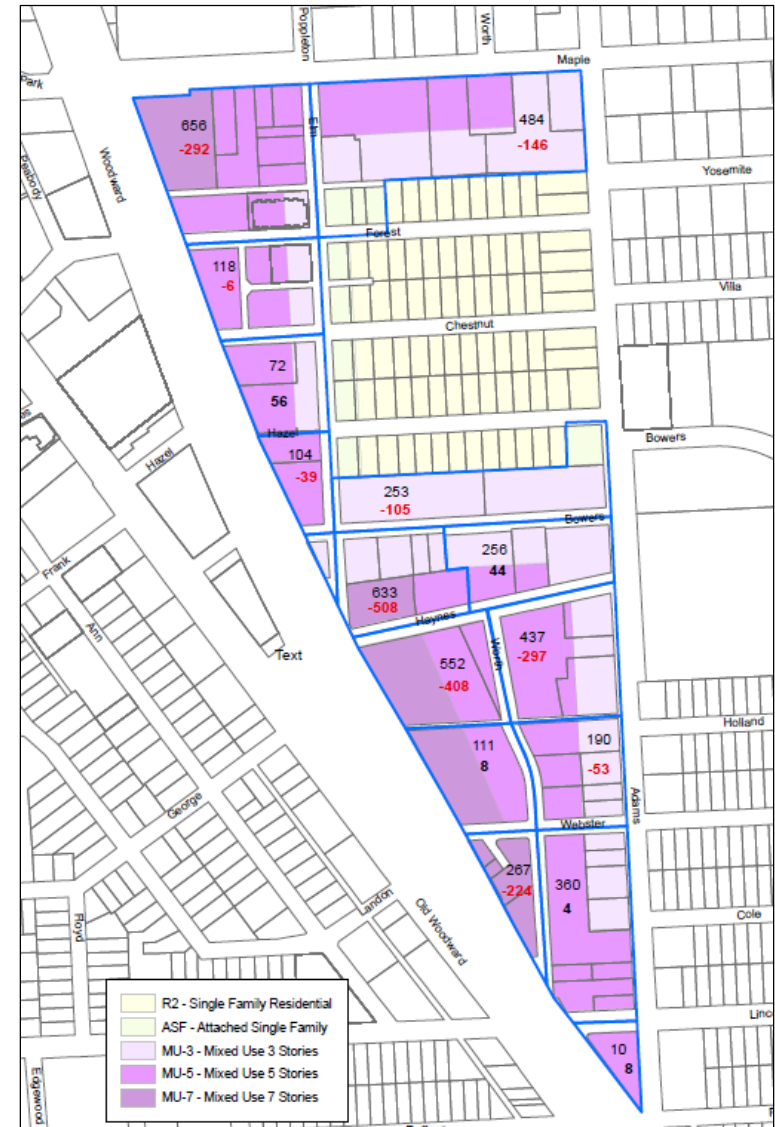 Poppleton
Worth
Maple
Park
Elm
656
-292
484
-146
Peabody
Woodward
Yosemite
Forest
118
-6
Villa
Chestnut
72
56
Hazel
104
-39
Bowers
Hazel
253
-105
Bowers
256
44
Frank
633
-508
Haynes
Ann
Text
Worth
437
-297
552
-408
Holland
111
8
190
-53
George
Adams
Webster
267
-224
360
4
Landon
Old Woodward
Cole
Floyd
R2 - Single Family Residential
ASF - Attached Single Family
MU-3 - Mixed Use 3 Stories
MU-5 - Mixed Use 5 Stories
MU-7 - Mixed Use 7 Stories
Linc
10
8
Edgewood